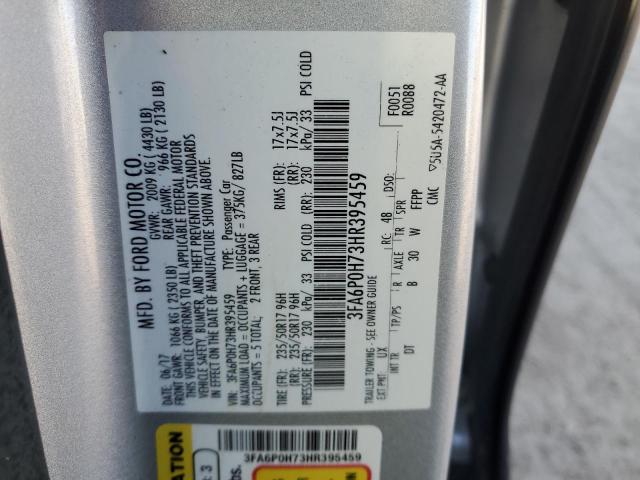 MFD. BY FORD MOTOR CO.
DATE: 06/17 GVWR: 2009 KG ( 4430 LB)
FRONT GAWR: 1066 KG ( 2350 LB) REAR GAWR: 966 KG ( 2130 LB)
THIS VEHICLE CONFORMS TO ALL APPLICABLE FEDERAL MOTOR
VEHICLE SAFETY, BUMPER, AND THEFT PREVENTION STANDARDS
IN EFFECT ON THE DATE OF MANUFACTURE SHOWN ABOVE.
VIN: 3FA6P0H73HR395459 TYPE: Passenger Car
MAXIMUM LOAD = OCCUPANTS + LUGGAGE = 375KG/ 827LB
OCCUPANTS = 5 TOTAL; 2 FRONT, 3 REAR
TIRE (FR): 235/50R17 96H RIMS (FR): 17x7.5J
(RR): 235/50R17 96H (RR): 17x7.5J
PRESSURE (FR): 230 kPa/ 33 PSI COLD (RR): 230 kPa/ 33 PSI COLD
3FA6P0H73HR395459
F0051
R0088
TRAILER TOWING - SEE OWNER GUIDE
EXT PNT: UX RC: 48 DSO:
INT TR TP/PS R AXLE TR SPR
DT B 30 W FFPP
CMC ▽5U5A-5420472-AA
3FA6P0H73HR395459
ATION
: 3
bs.